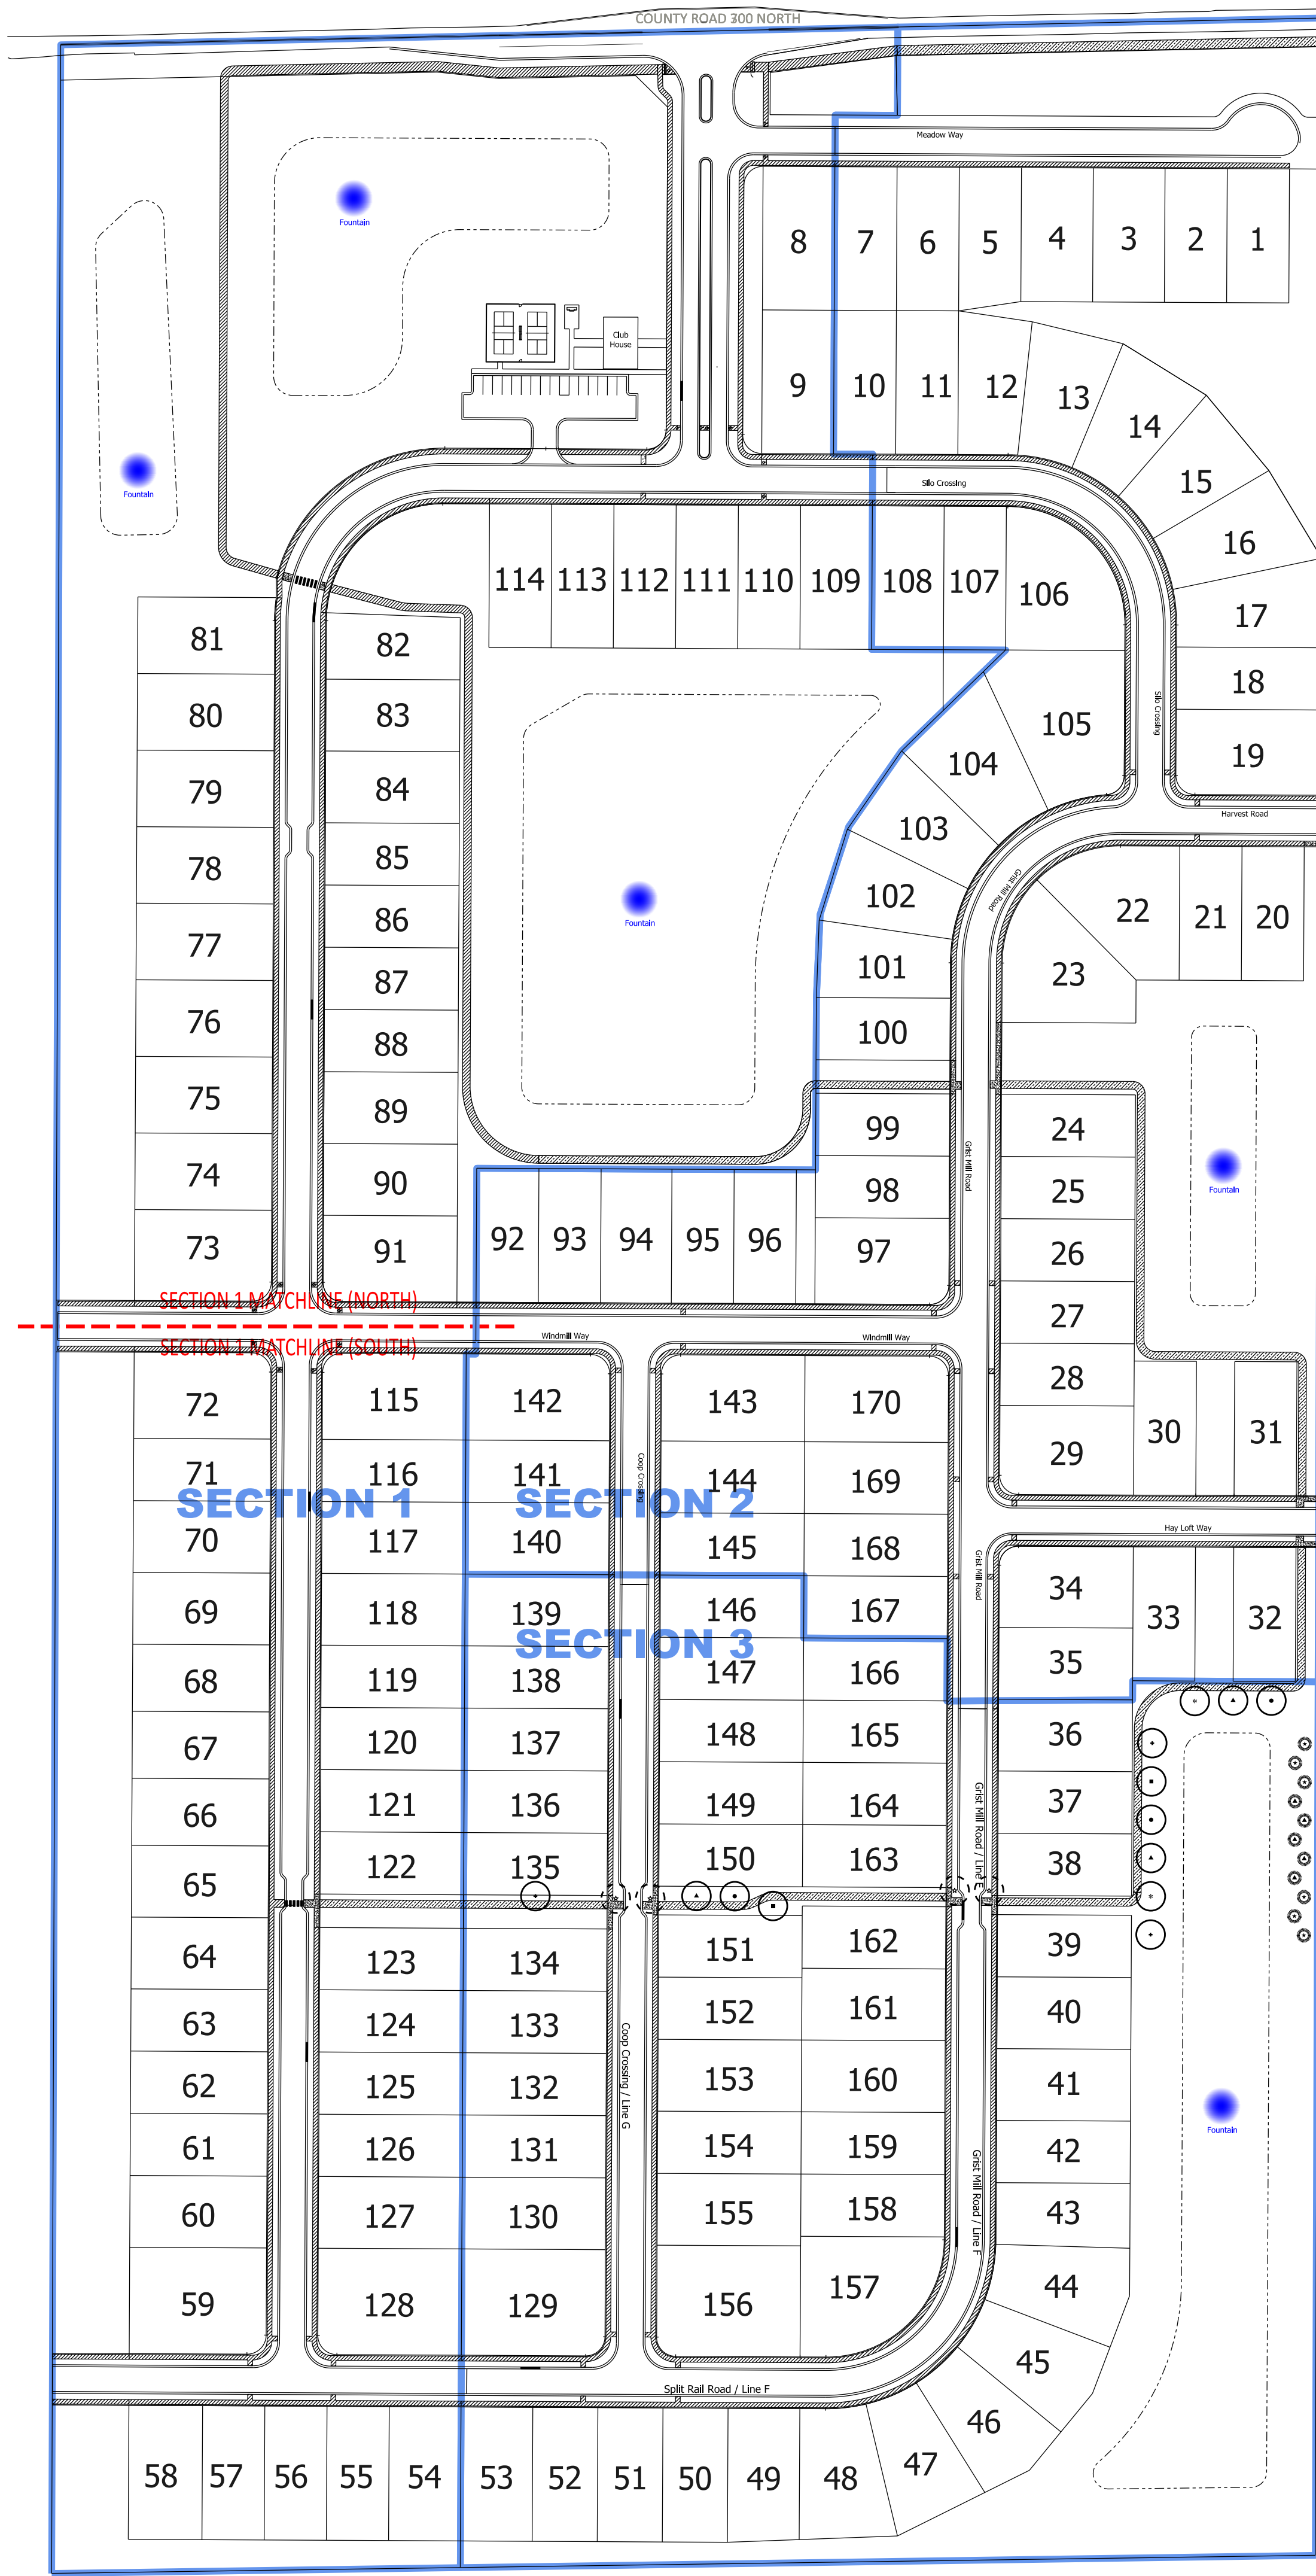 COUNTY ROAD 300 NORTH
Meadow Way
Fountain
8 7 6 5 4 3 2 1
Club
House
9 10 11 12 13 14 15 16 17 18 19
Fountain
Silo Crossing
114 113 112 111 110 109 108 107 106
Silo Crossing
105 104 103 102 101 100
Harvest Road
Grist Mill Road
23 22 21 20
Fountain
81 80 79 78 77 76 75 74 73
82 83 84 85 86 87 88 89 90 91
99 98 97
Grist Mill Road
24 25 26 27 28 29
Fountain
92 93 94 95 96
30 31
SECTION 1 MATCHLINE (NORTH)
SECTION 1 MATCHLINE (SOUTH)
Windmill Way
Windmill Way
72 71 70 69 68 67 66 65 64 63 62 61 60 59
115 116 117 118 119 120 121 122 123 124 125 126 127 128
142 141 140 139 138 137 136 135 134 133 132 131 130 129
Coop Crossing
143 144 145 146 147 148 149 150 151 152 153 154 155 156
170 169 168 167 166 165 164 163 162 161 160 159 158 157
SECTION 1
SECTION 2
SECTION 3
Hay Loft Way
Grist Mill Road
34 33 32
35 36 37 38 39 40 41 42 43 44 45 46 47
Grist Mill Road / Line F
Coop Crossing / Line G
Grist Mill Road / Line F
Fountain
Split Rail Road / Line F
58 57 56 55 54 53 52 51 50 49 48